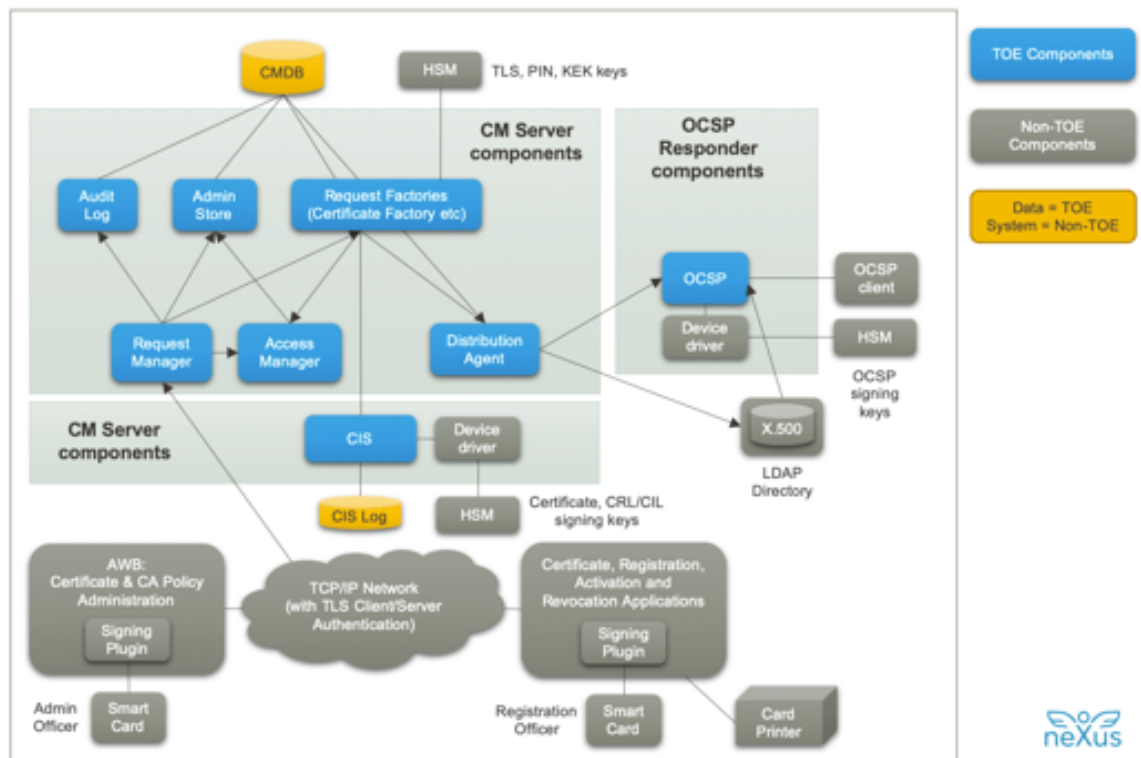 CMDB
HSM
TLS, PIN, KEK keys
TOE Components
CM Server
components
OCSP
Responder
components
Non-TOE
Components
Audit
Log
Admin
Store
Request Factories
(Certificate Factory etc)
Data = TOE
System = Non-TOE
OCSP
OCSP
client
Request
Manager
Access
Manager
Distribution
Agent
Device
driver
HSM
OCSP
signing
keys
CM Server
components
CIS
Device
driver
X.500
LDAP
Directory
CIS Log
HSM
Certificate, CRL/CIL
signing keys
AWB:
Certificate & CA Policy
Administration
Signing
Plugin
TCP/IP Network
(with TLS Client/Server
Authentication)
Certificate, Registration,
Activation and
Revocation Applications
Signing
Plugin
Admin
Officer
Smart
Card
Registration
Officer
Smart
Card
Card
Printer
neXus